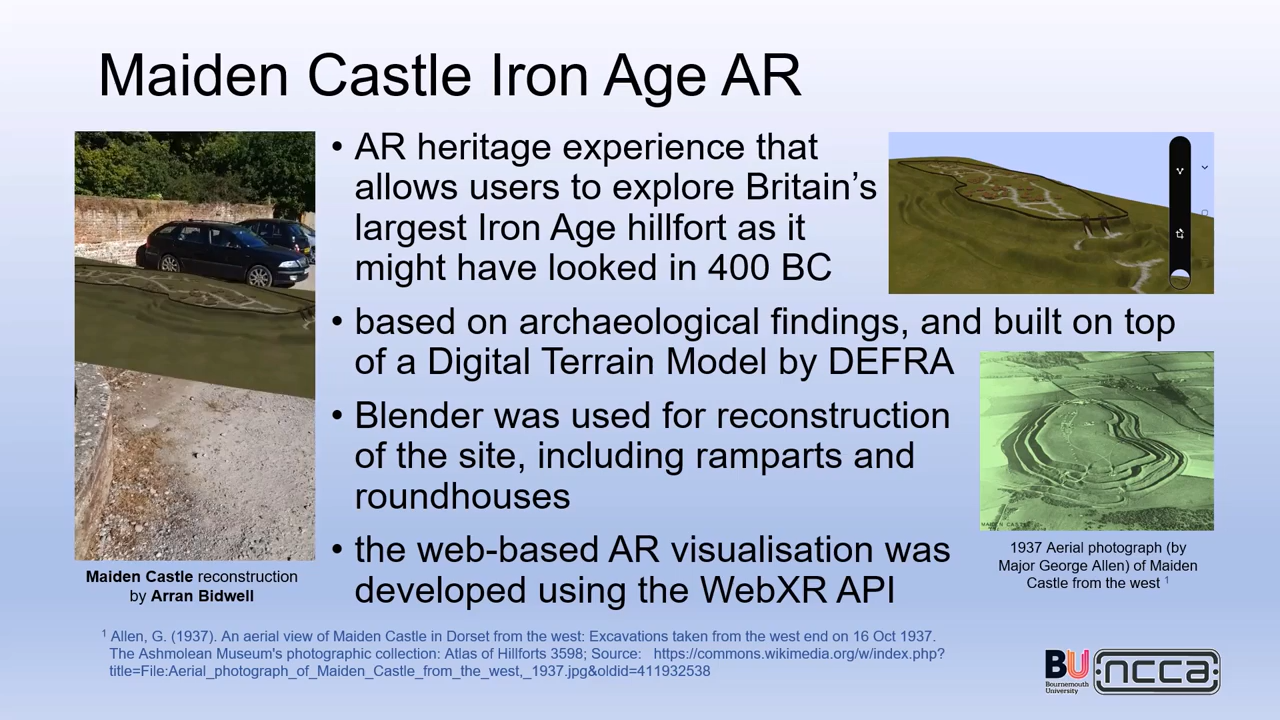 Maiden Castle Iron Age AR
• AR heritage experience that
allows users to explore Britain’s
largest Iron Age hillfort as it
might have looked in 400 BC
• based on archaeological findings, and built on top
of a Digital Terrain Model by DEFRA
• Blender was used for reconstruction
of the site, including ramparts and
roundhouses
• the web-based AR visualisation was
developed using the WebXR API
Maiden Castle reconstruction
by Arran Bidwell
MAIDEN CASTLE
1937 Aerial photograph (by
Major George Allen) of Maiden
Castle from the west 1
1 Allen, G. (1937). An aerial view of Maiden Castle in Dorset from the west: Excavations taken from the west end on 16 Oct 1937.
The Ashmolean Museum's photographic collection: Atlas of Hillforts 3598; Source: https://commons.wikimedia.org/w/index.php?
title=File:Aerial_photograph_of_Maiden_Castle_from_the_west,_1937.jpg&oldid=411932538
BU
Bournemouth
University
ncca